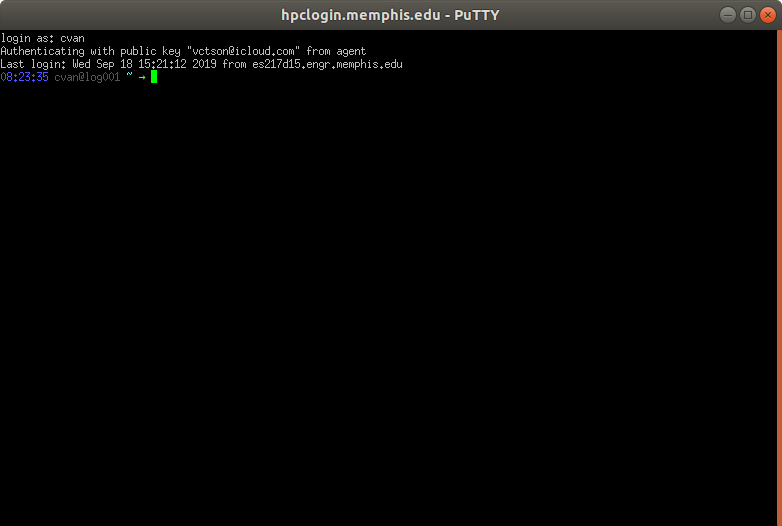 hpclogin.memphis.edu - PuTTY
login as: cvan
Authenticating with public key "vctson@icloud.com" from agent
Last login: Wed Sep 18 15:21:12 2019 from es217d15.engr.memphis.edu
08:23:35 cvan@log001 ~ →